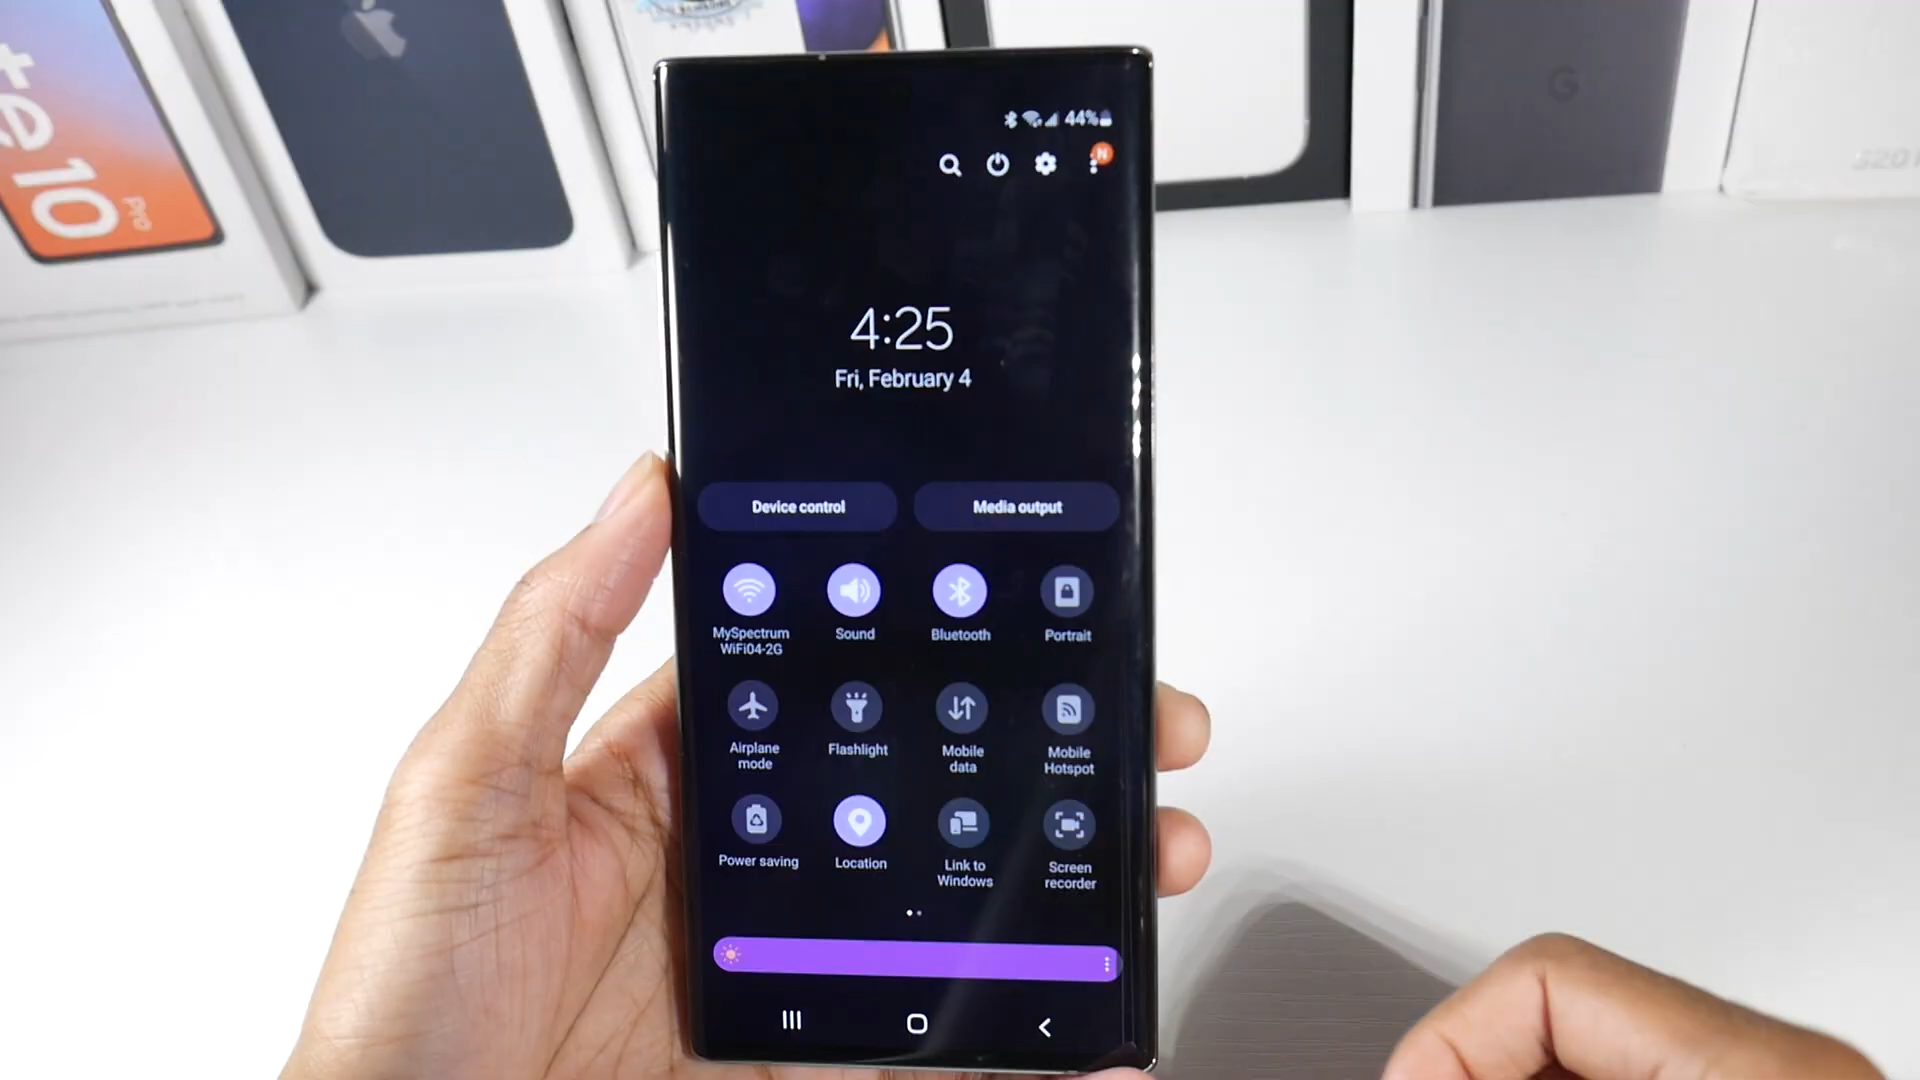 te 10
Pro
G
S20
44%
N
4:25
Fri, February 4
Device control
Media output
MySpectrum
WiFi04-2G
Sound
Bluetooth
Portrait
Airplane
mode
Flashlight
Mobile
data
Mobile
Hotspot
Power saving
Location
Link to
Windows
Screen
recorder